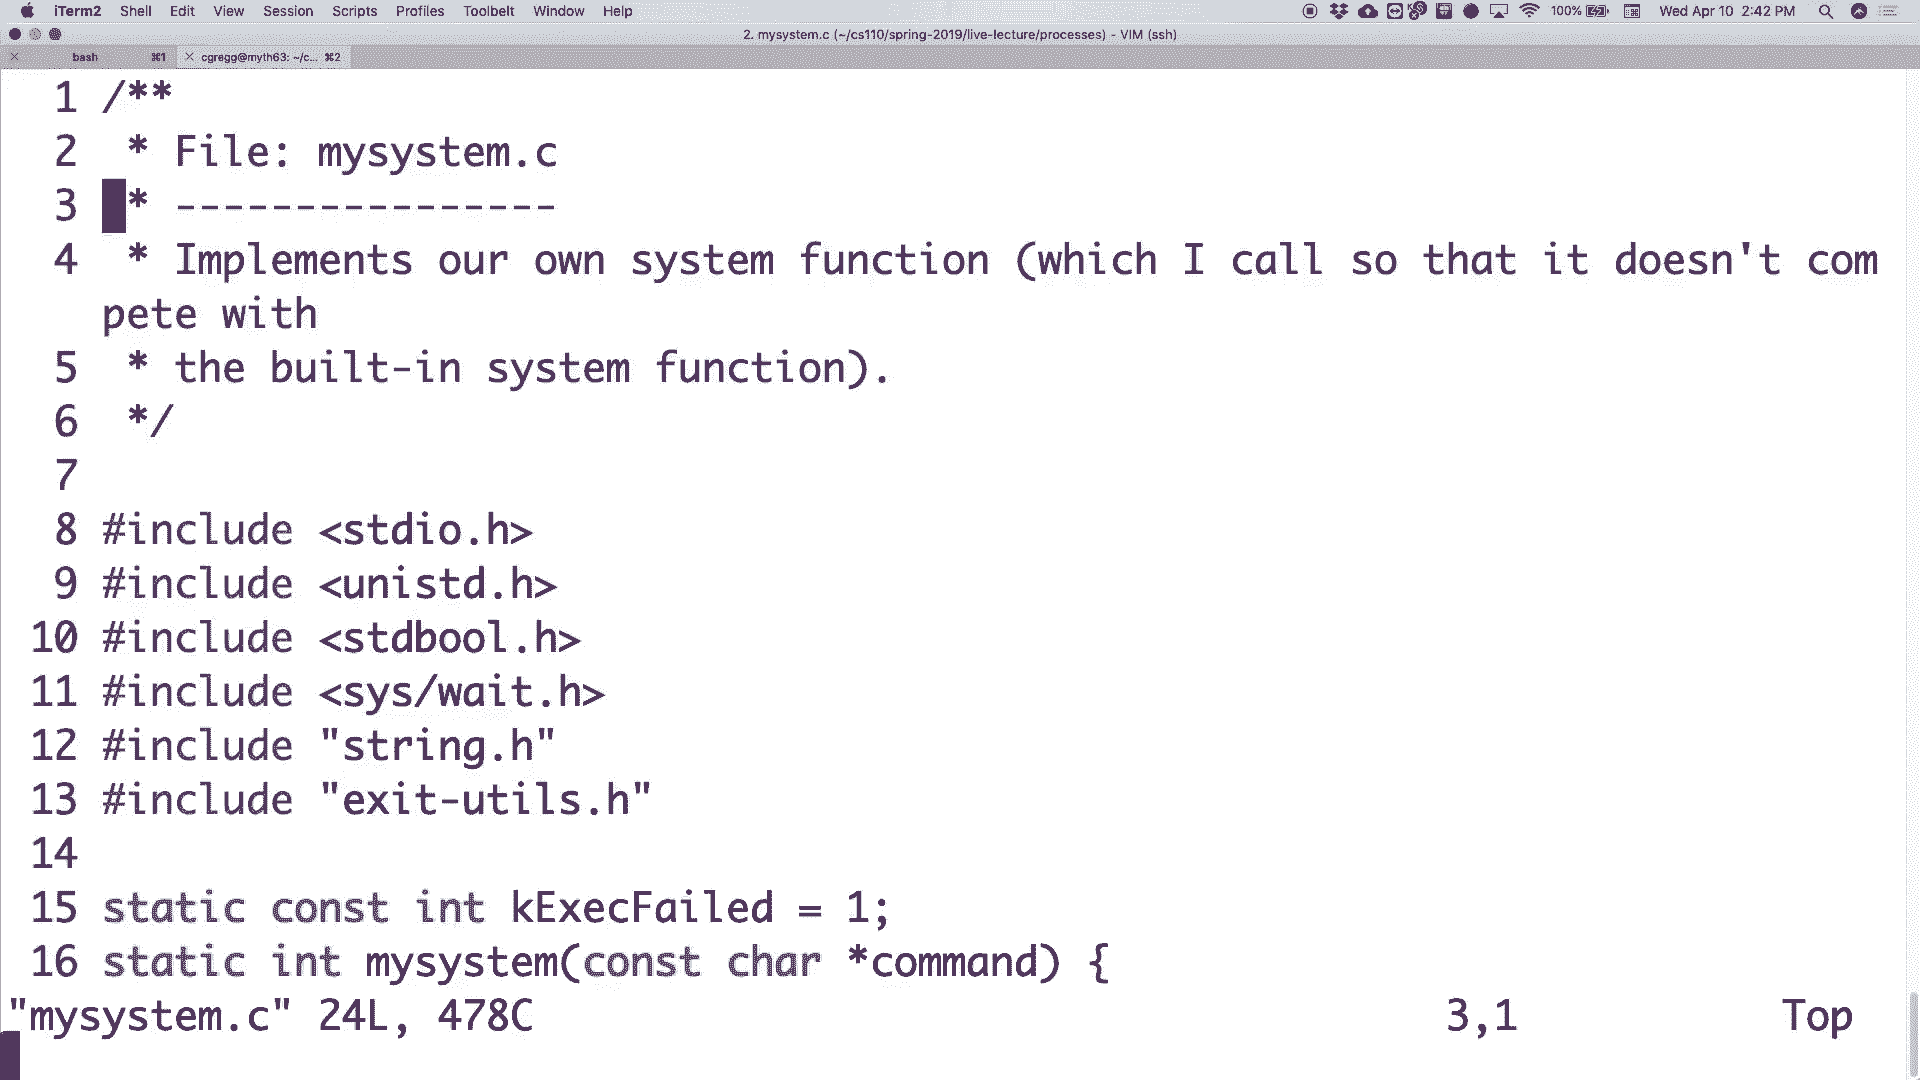 iTerm2 Shell Edit View Session Scripts Profiles Toolbelt Window Help 100% Wed Apr 10 2:42 PM
2. mysystem.c (~/cs110/spring-2019/live-lecture/processes) - VIM (ssh)
bash ⌘1 cgregg@myth63: ~/c... ⌘2
1 /**
2  * File: mysystem.c
3  * ----------------
4  * Implements our own system function (which I call so that it doesn't com
pete with
5  * the built-in system function).
6  */
7
8 #include <stdio.h>
9 #include <unistd.h>
10 #include <stdbool.h>
11 #include <sys/wait.h>
12 #include "string.h"
13 #include "exit-utils.h"
14
15 static const int kExecFailed = 1;
16 static int mysystem(const char *command) {
"mysystem.c" 24L, 478C 3,1 Top